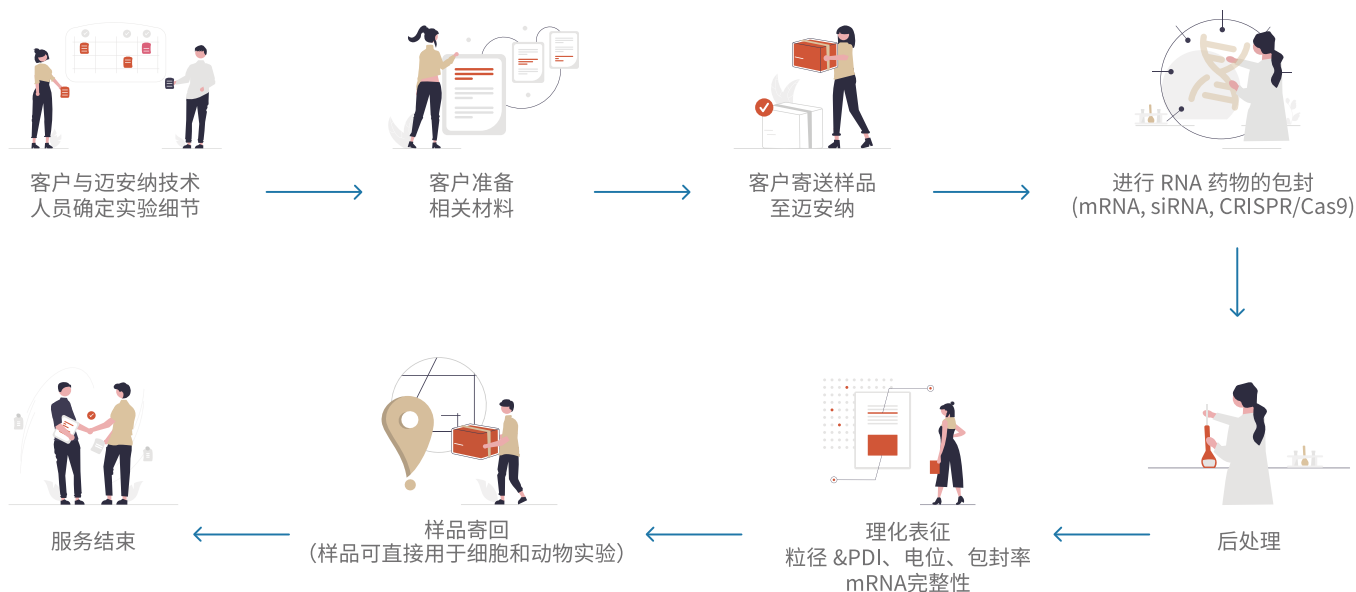 客户与迈安纳技术
人员确定实验细节
客户准备
相关材料
客户寄送样品
至迈安纳
进行 RNA 药物的包封
(mRNA, siRNA, CRISPR/Cas9)
后处理
理化表征
粒径 &PDI、电位、包封率
mRNA完整性
样品寄回
（样品可直接用于细胞和动物实验）
服务结束